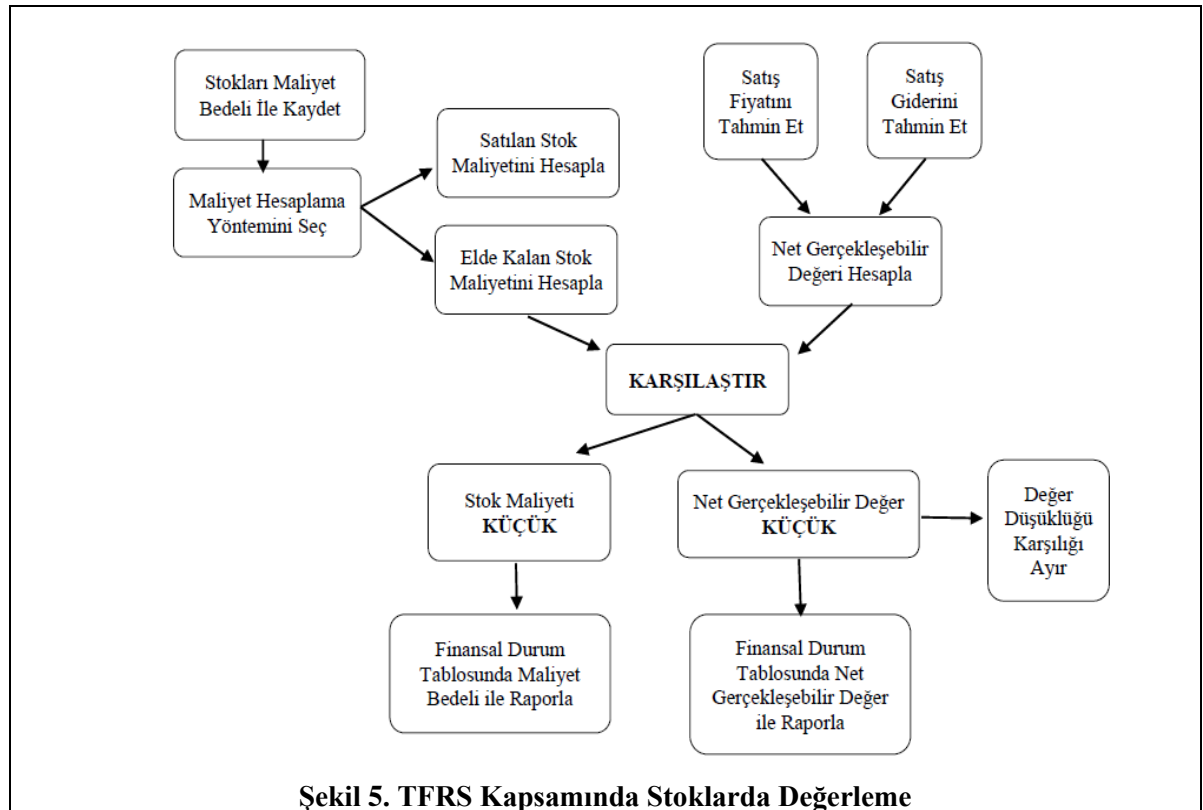 Stokları Maliyet
Bedeli İle Kaydet
Maliyet Hesaplama
Yöntemini Seç
Satılan Stok
Maliyetini Hesapla
Elde Kalan Stok
Maliyetini Hesapla
Satış
Fiyatını
Tahmin Et
Satış
Giderini
Tahmin Et
Net Gerçekleşebilir
Değeri Hesapla
KARŞILAŞTIR
Stok Maliyeti
KÜÇÜK
Net Gerçekleşebilir Değer
KÜÇÜK
Değer
Düşüklüğü
Karşılığı
Ayır
Finansal Durum
Tablosunda Maliyet
Bedeli ile Raporla
Finansal Durum
Tablosunda Net
Gerçekleşebilir Değer
ile Raporla
Şekil 5. TFRS Kapsamında Stoklarda Değerleme